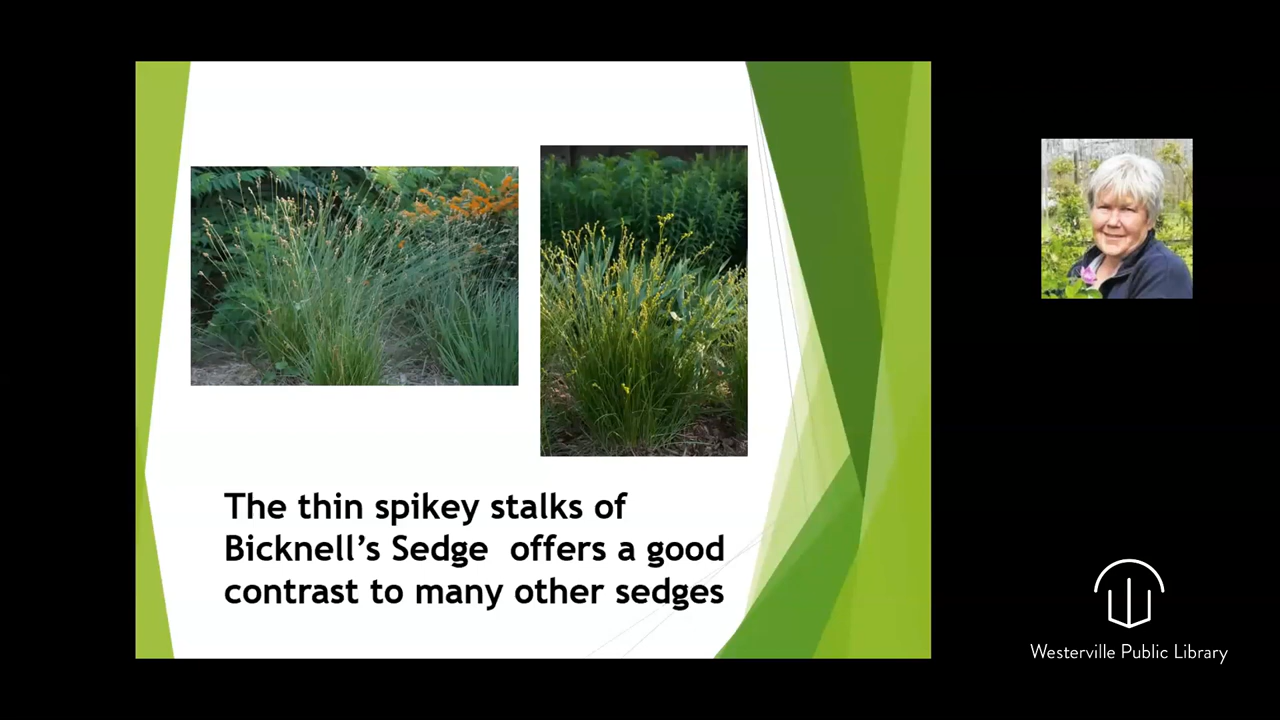 The thin spikey stalks of
Bicknell’s Sedge  offers a good
contrast to many other sedges
Westerville Public Library